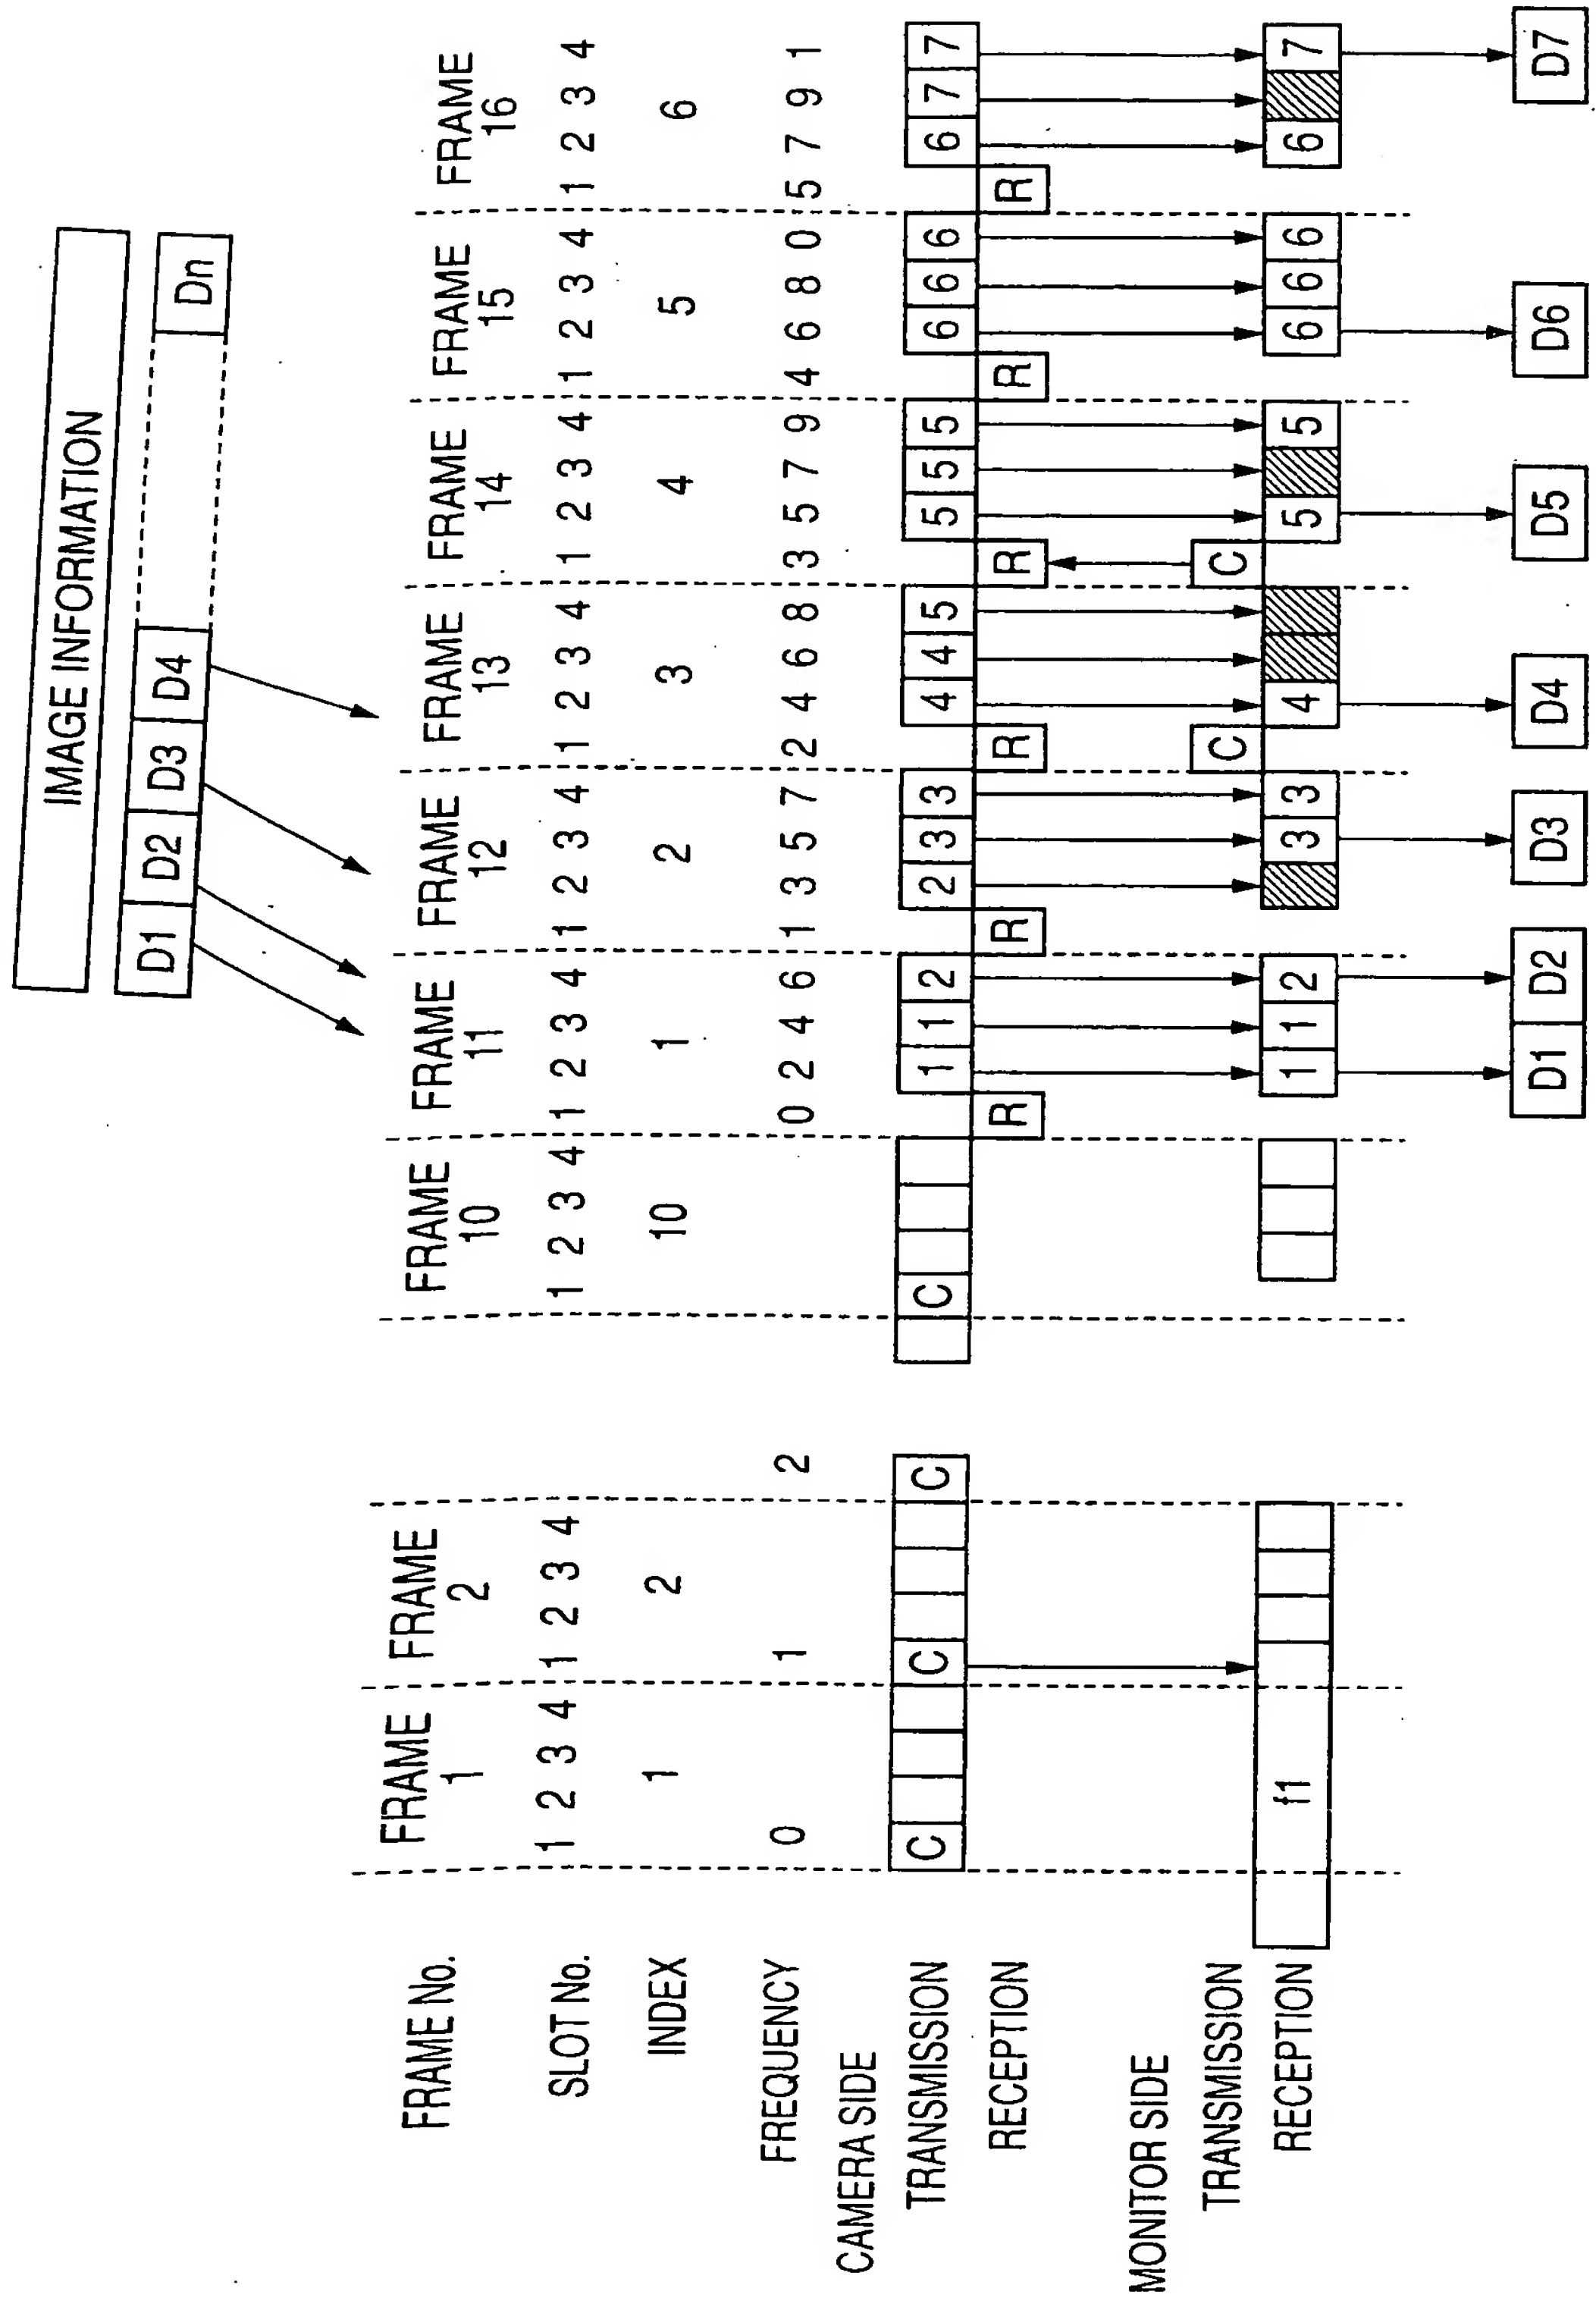 IMAGE INFORMATION
D1 D2 D3 D4 Dn
FRAME No. FRAME 1 FRAME 2 FRAME 10 FRAME 11 FRAME 12 FRAME 13 FRAME 14 FRAME 15 FRAME 16
SLOT No. 1 2 3 4 1 2 3 4 1 2 3 4 1 2 3 4 1 2 3 4 1 2 3 4 1 2 3 4 1 2 3 4 1 2 3 4
INDEX 1 2 10 1 2 3 4 5 6
FREQUENCY 0 1 2 0 2 4 6 1 3 5 7 2 4 6 8 3 5 7 9 4 6 8 0 5 7 9 1
CAMERA SIDE
TRANSMISSION C C C C 1 1 2 2 3 3 4 4 5 5 5 5 6 6 6 6 7 7
RECEPTION R R R R R R
MONITOR SIDE
TRANSMISSION C C
RECEPTION f1 1 1 2 3 3 4 5 5 6 6 6 6 7
D1 D2 D3 D4 D5 D6 D7